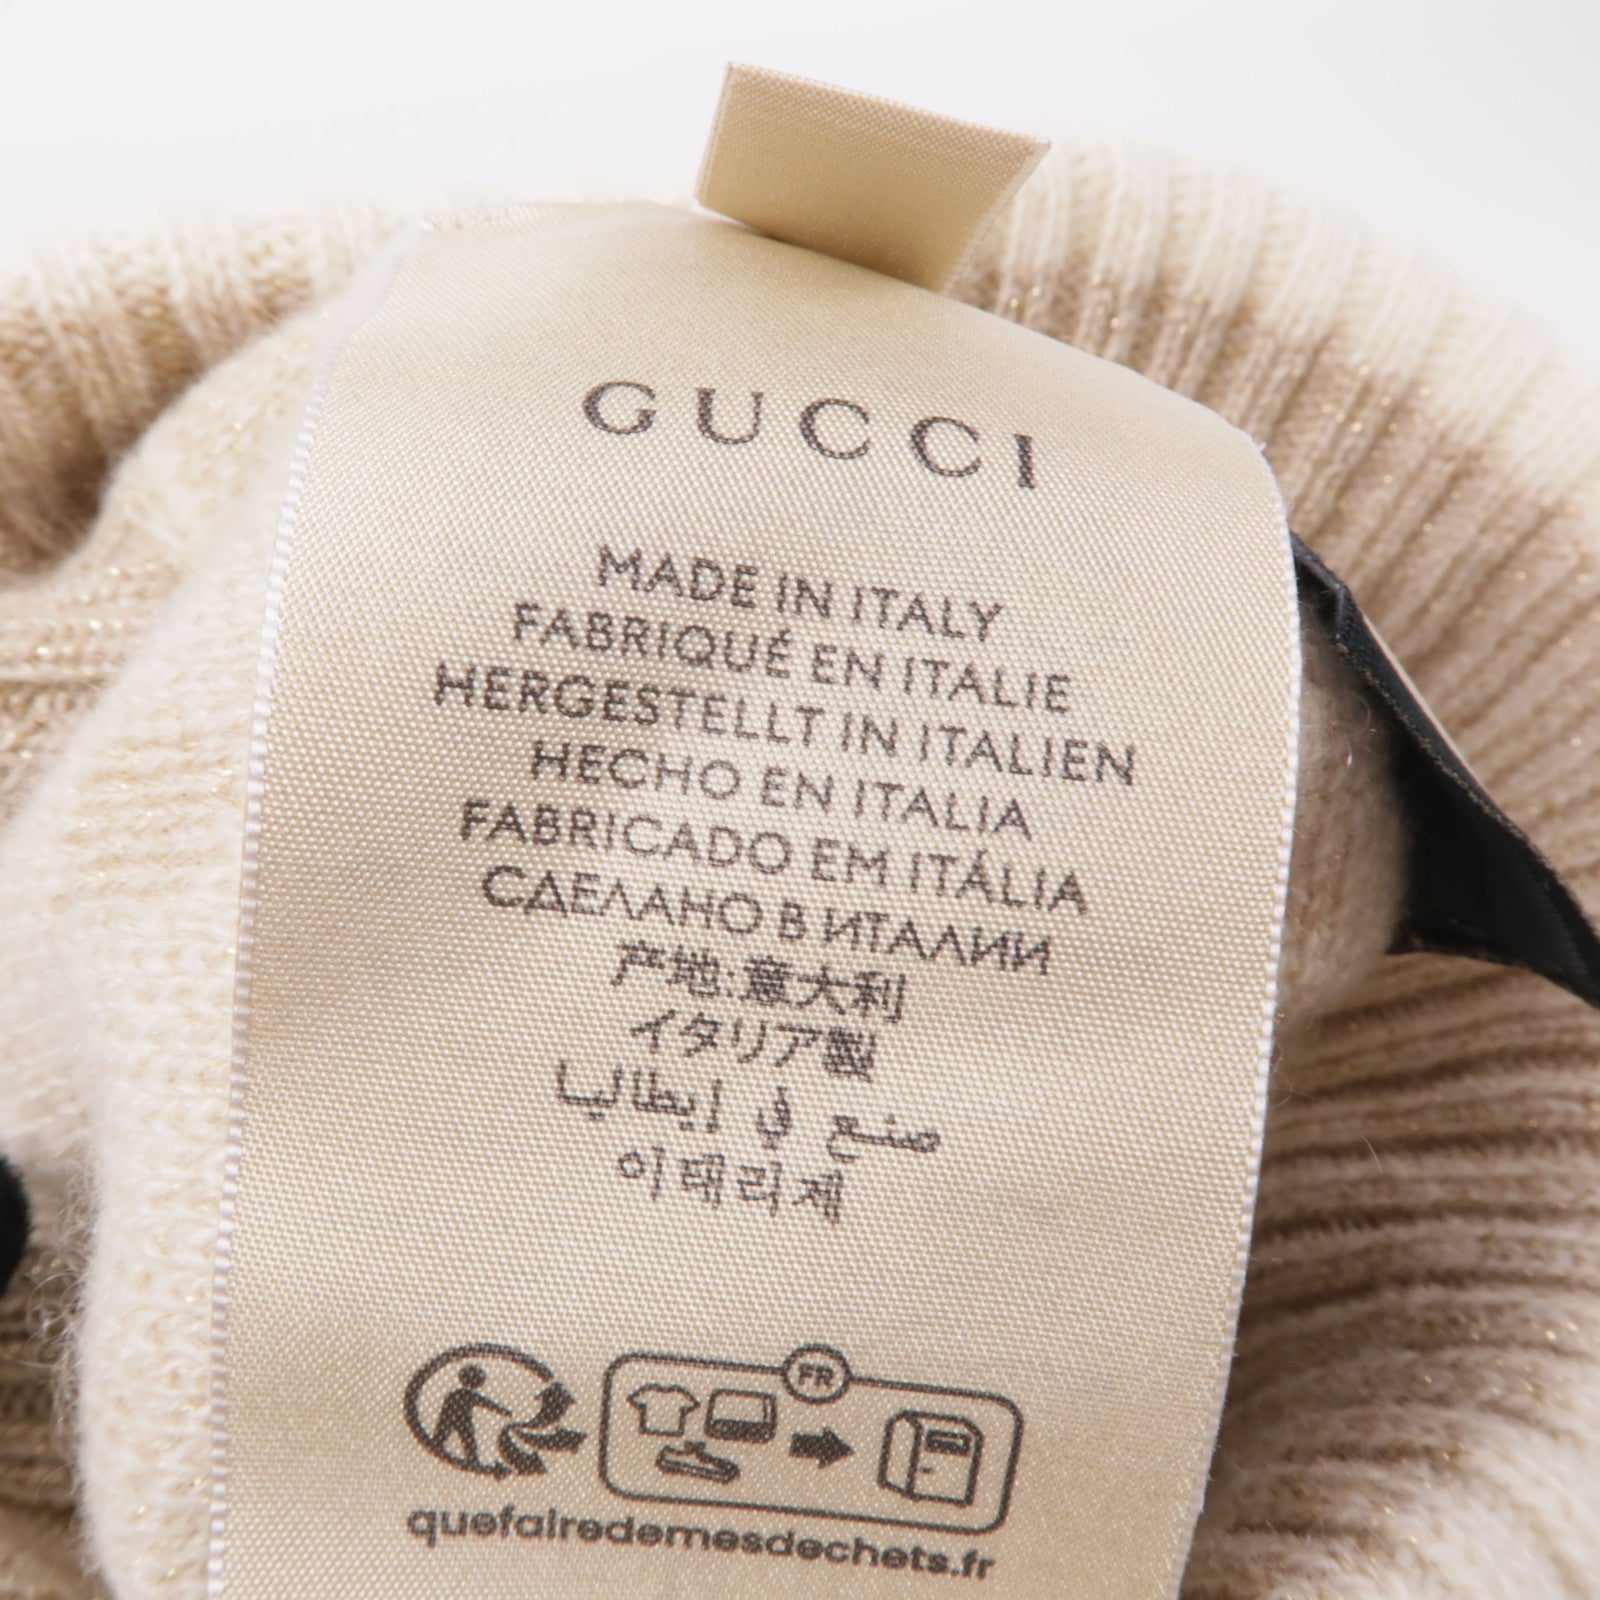 GUCCI
MADE IN ITALY
FABRIQUÉ EN ITALIE
HERGESTELLT IN ITALIEN
HECHO EN ITALIA
FABRICADO EM ITÁLIA
СДЕЛАНО В ИТАЛИИ
产地:意大利
イタリア製
صنع في إيطاليا
이태리제
FR
quefairedemesdechets.fr